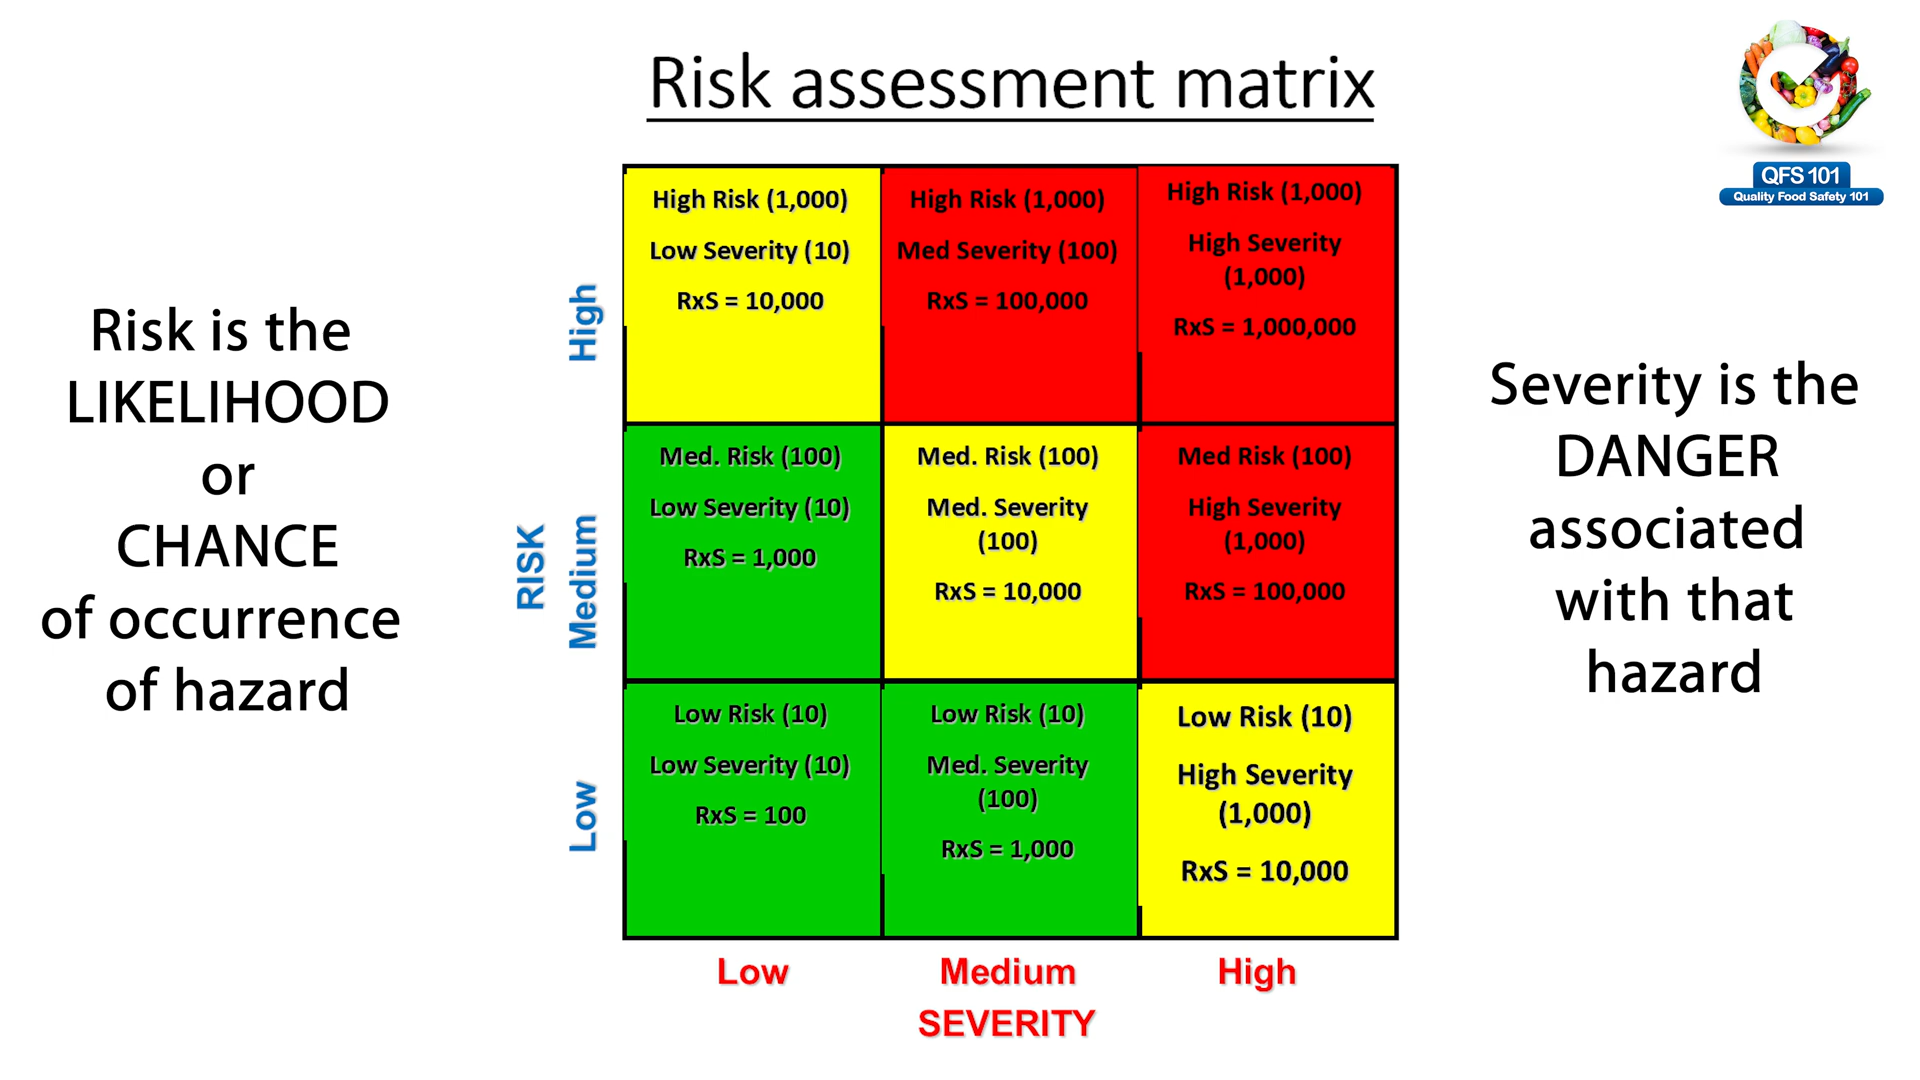 Risk assessment matrix
QFS 101
Quality Food Safety 101
Risk is the
LIKELIHOOD
or
CHANCE
of occurrence
of hazard
RISK
High
Medium
Low
High Risk (1,000)
Low Severity (10)
RxS = 10,000
High Risk (1,000)
Med Severity (100)
RxS = 100,000
High Risk (1,000)
High Severity
(1,000)
RxS = 1,000,000
Med. Risk (100)
Low Severity (10)
RxS = 1,000
Med. Risk (100)
Med. Severity
(100)
RxS = 10,000
Med Risk (100)
High Severity
(1,000)
RxS = 100,000
Low Risk (10)
Low Severity (10)
RxS = 100
Low Risk (10)
Med. Severity
(100)
RxS = 1,000
Low Risk (10)
High Severity
(1,000)
RxS = 10,000
Low
Medium
High
SEVERITY
Severity is the
DANGER
associated
with that
hazard